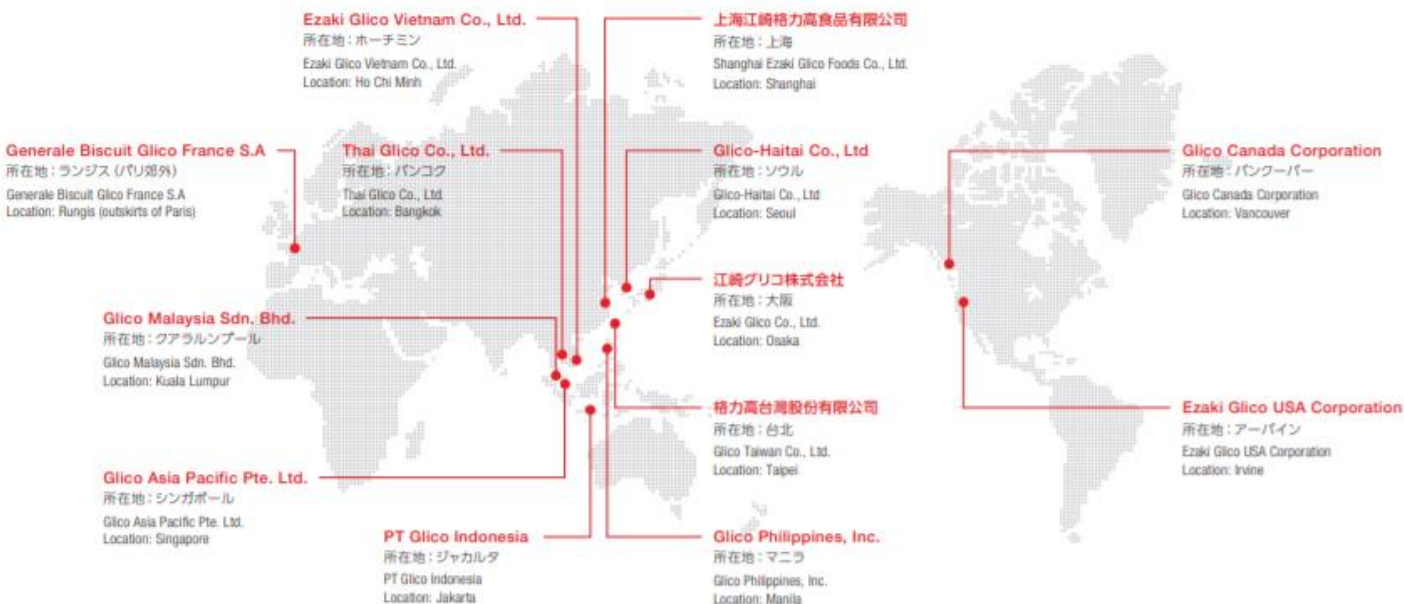 Ezaki Glico Vietnam Co., Ltd.
所在地：ホーチミン
Ezaki Glico Vietnam Co., Ltd.
Location: Ho Chi Minh
上海江崎格力高食品有限公司
所在地：上海
Shanghai Ezaki Glico Foods Co., Ltd.
Location: Shanghai
Generale Biscuit Glico France S.A
所在地：ランジス（パリ郊外）
Generale Biscuit Glico France S.A
Location: Rungis (outskirts of Paris)
Thai Glico Co., Ltd.
所在地：バンコク
Thai Glico Co., Ltd.
Location: Bangkok
Glico-Haitai Co., Ltd
所在地：ソウル
Glico-Haitai Co., Ltd
Location: Seoul
Glico Canada Corporation
所在地：バンクーバー
Glico Canada Corporation
Location: Vancouver
江崎グリコ株式会社
所在地：大阪
Ezaki Glico Co., Ltd.
Location: Osaka
Glico Malaysia Sdn. Bhd.
所在地：クアラルンプール
Glico Malaysia Sdn. Bhd.
Location: Kuala Lumpur
格力高台灣股份有限公司
所在地：台北
Glico Taiwan Co., Ltd.
Location: Taipei
Ezaki Glico USA Corporation
所在地：アーバイン
Ezaki Glico USA Corporation
Location: Irvine
Glico Asia Pacific Pte. Ltd.
所在地：シンガポール
Glico Asia Pacific Pte. Ltd.
Location: Singapore
PT Glico Indonesia
所在地：ジャカルタ
PT Glico Indonesia
Location: Jakarta
Glico Philippines, Inc.
所在地：マニラ
Glico Philippines, Inc.
Location: Manila